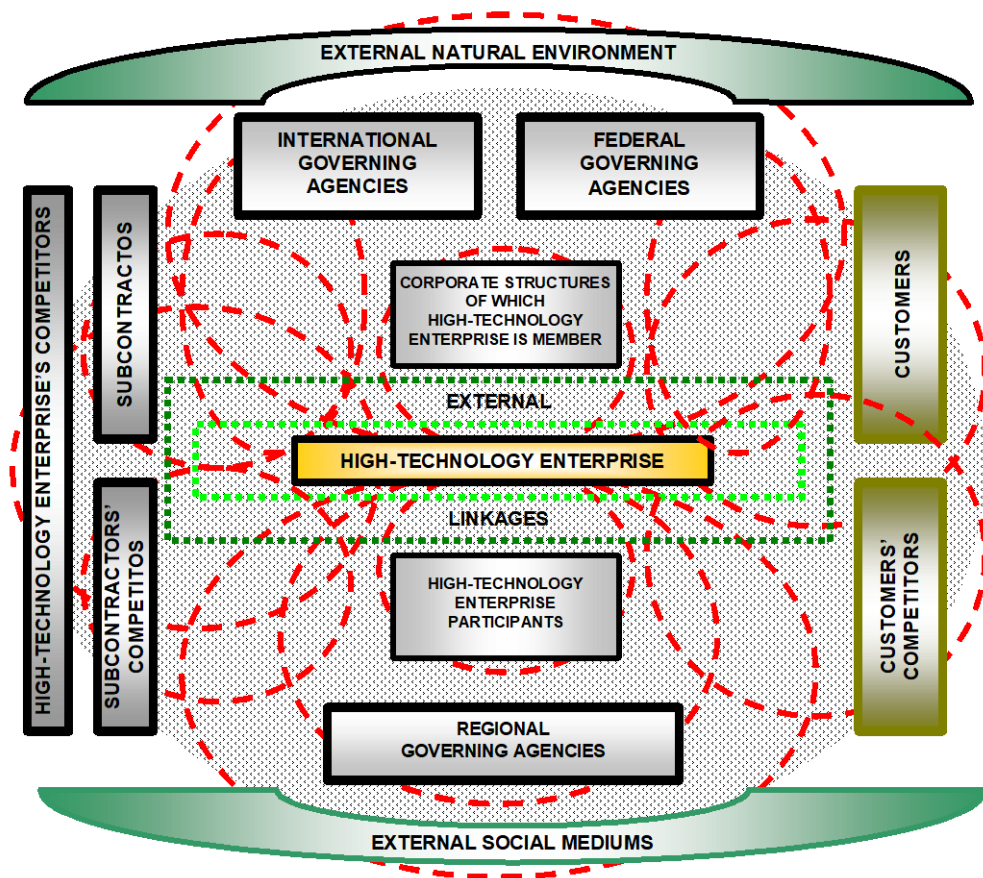 EXTERNAL NATURAL ENVIRONMENT
INTERNATIONAL
GOVERNING
AGENCIES
FEDERAL
GOVERNING
AGENCIES
HIGH-TECHNOLOGY ENTERPRISE'S COMPETITORS
SUBCONTRACTOS
CORPORATE STRUCTURES
OF WHICH
HIGH-TECHNOLOGY
ENTERPRISE IS MEMBER
CUSTOMERS
EXTERNAL
HIGH-TECHNOLOGY ENTERPRISE
LINKAGES
SUBCONTRACTORS'
COMPETITOS
HIGH-TECHNOLOGY
ENTERPRISE
PARTICIPANTS
CUSTOMERS'
COMPETITORS
REGIONAL
GOVERNING AGENCIES
EXTERNAL SOCIAL MEDIUMS